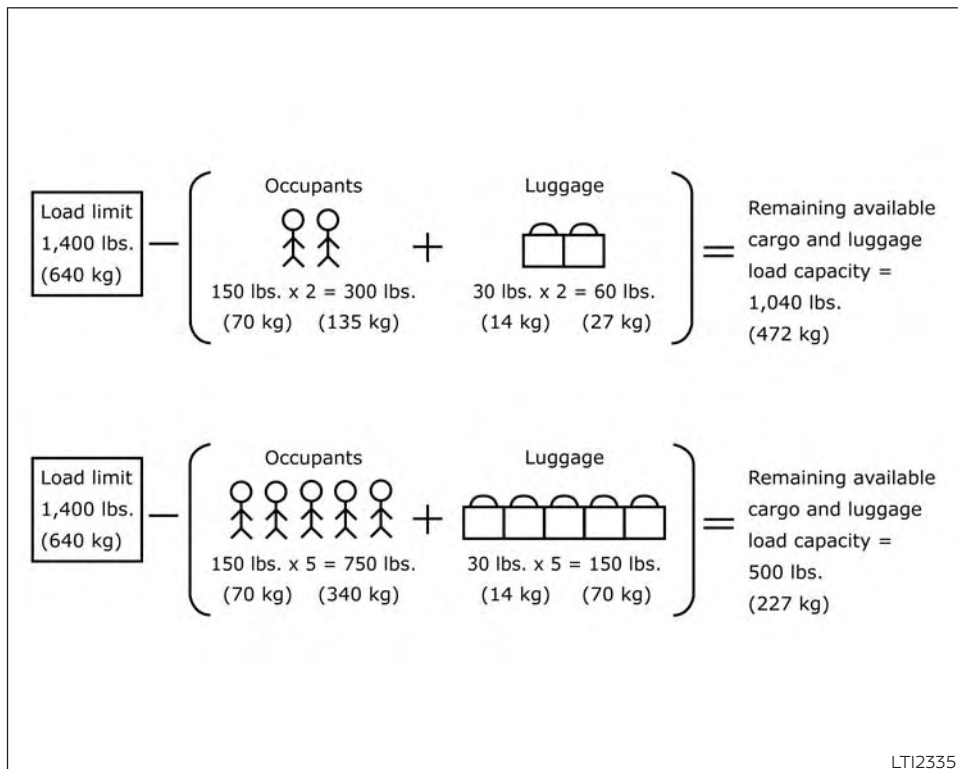 Occupants
Luggage
Load limit
1,400 lbs.
(640 kg)
150 lbs. x 2 = 300 lbs.
(70 kg) (135 kg)
30 lbs. x 2 = 60 lbs.
(14 kg) (27 kg)
Remaining available
cargo and luggage
load capacity =
1,040 lbs.
(472 kg)
Occupants
Luggage
Load limit
1,400 lbs.
(640 kg)
150 lbs. x 5 = 750 lbs.
(70 kg) (340 kg)
30 lbs. x 5 = 150 lbs.
(14 kg) (70 kg)
Remaining available
cargo and luggage
load capacity =
500 lbs.
(227 kg)
LTI2335